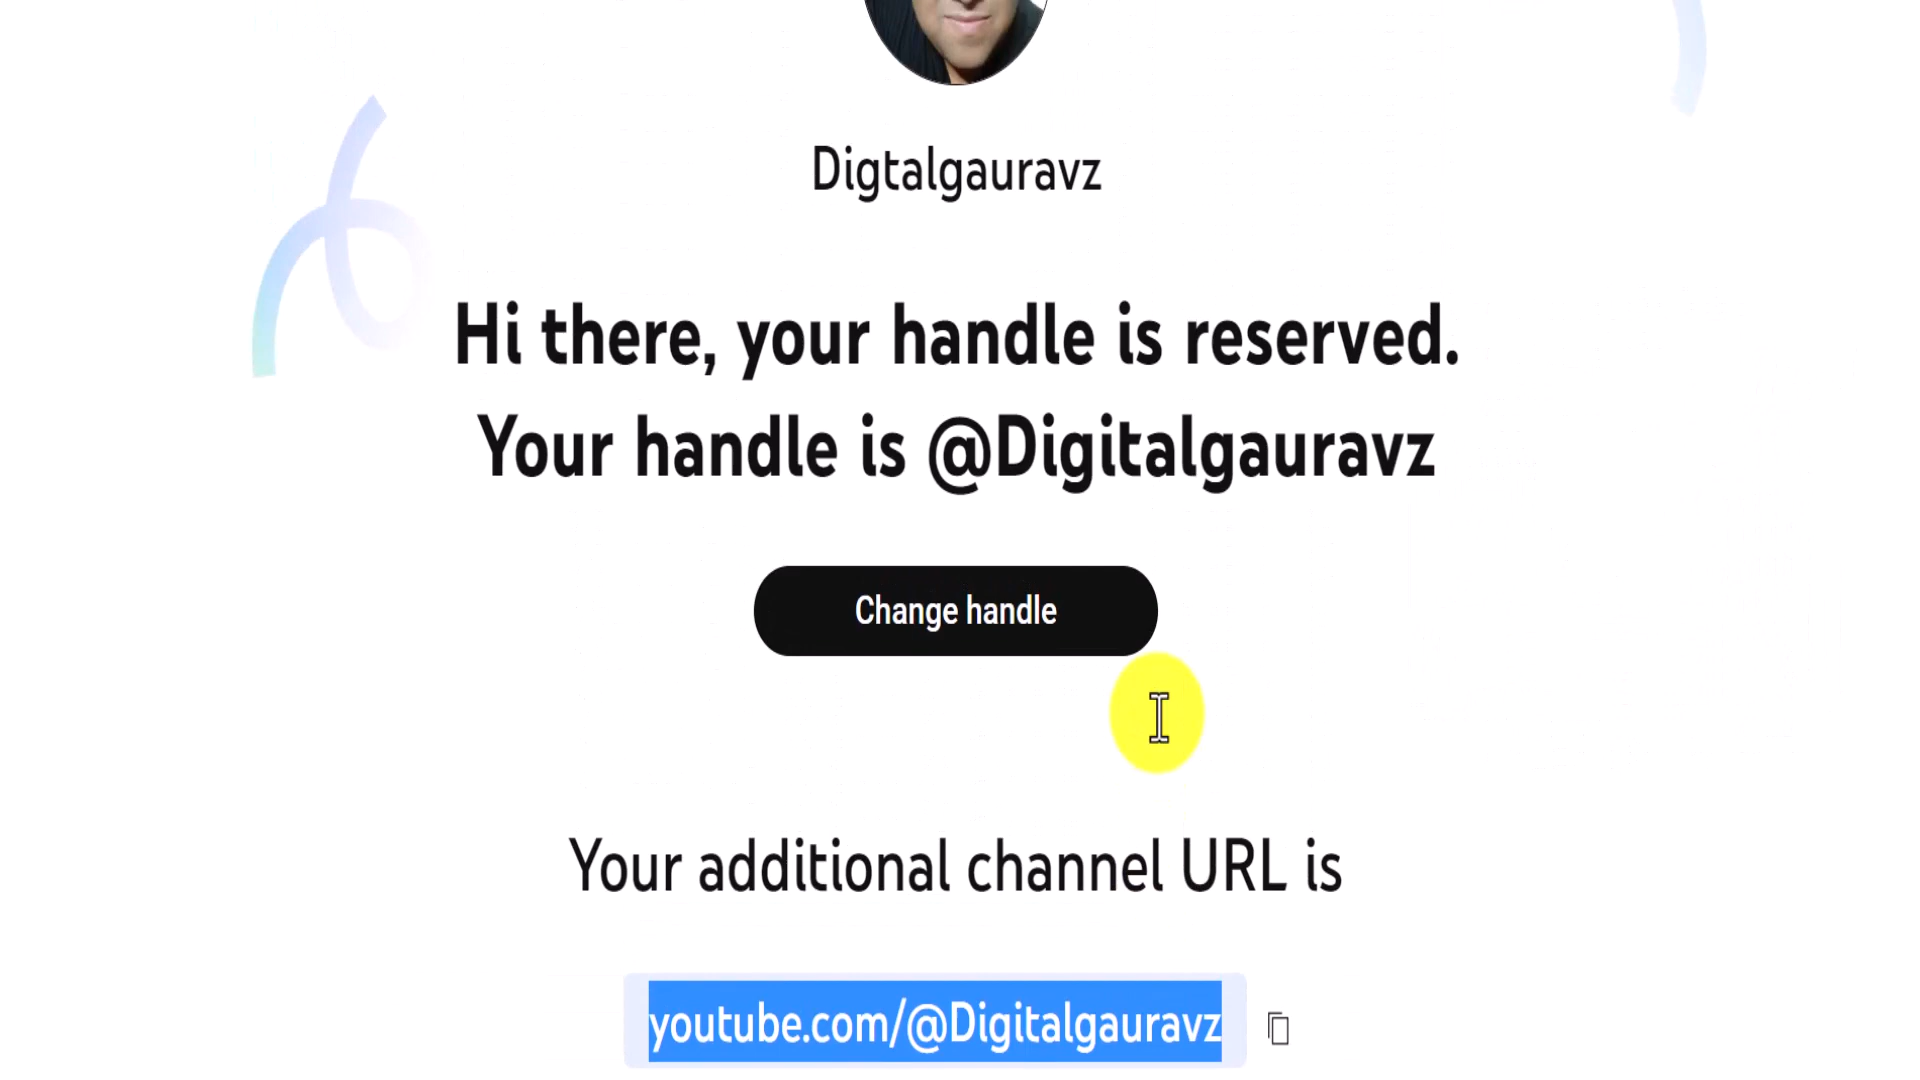 Digtalgauravz
Hi there, your handle is reserved.
Your handle is @Digitalgauravz
Change handle
Your additional channel URL is
youtube.com/@Digitalgauravz